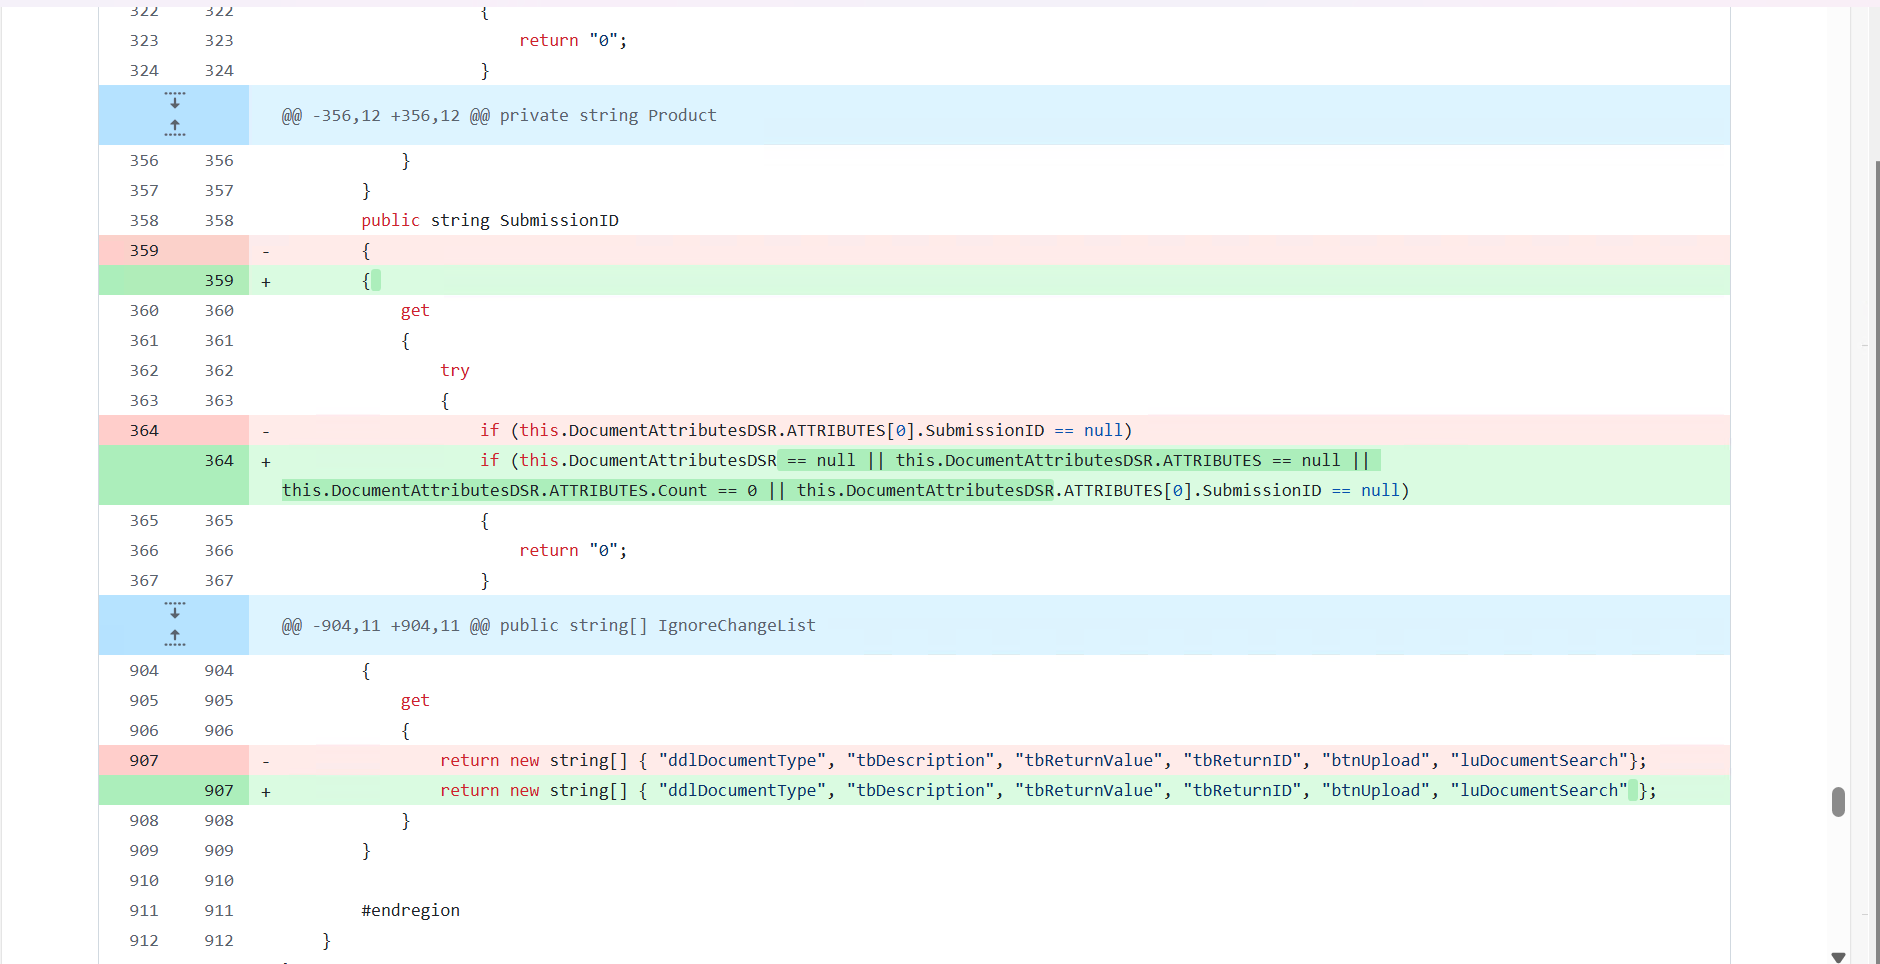 322 322 {
323 323 return "0";
324 324 }
@@ -356,12 +356,12 @@ private string Product
356 356 }
357 357 }
358 358 public string SubmissionID
359 - {
359 + {
360 360 get
361 361 {
362 362 try
363 363 {
364 - if (this.DocumentAttributesDSR.ATTRIBUTES[0].SubmissionID == null)
364 + if (this.DocumentAttributesDSR == null || this.DocumentAttributesDSR.ATTRIBUTES == null ||
this.DocumentAttributesDSR.ATTRIBUTES.Count == 0 || this.DocumentAttributesDSR.ATTRIBUTES[0].SubmissionID == null)
365 365 {
366 366 return "0";
367 367 }
@@ -904,11 +904,11 @@ public string[] IgnoreChangeList
904 904 {
905 905 get
906 906 {
907 - return new string[] { "ddlDocumentType", "tbDescription", "tbReturnValue", "tbReturnID", "btnUpload", "luDocumentSearch"};
907 + return new string[] { "ddlDocumentType", "tbDescription", "tbReturnValue", "tbReturnID", "btnUpload", "luDocumentSearch" };
908 908 }
909 909 }
910 910
911 911 #endregion
912 912 }